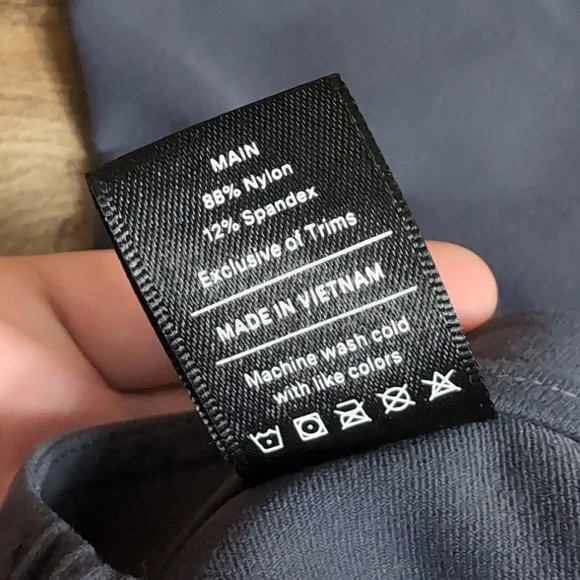 MAIN
88% Nylon
12% Spandex
Exclusive of Trims
MADE IN VIETNAM
Machine wash cold
with like colors